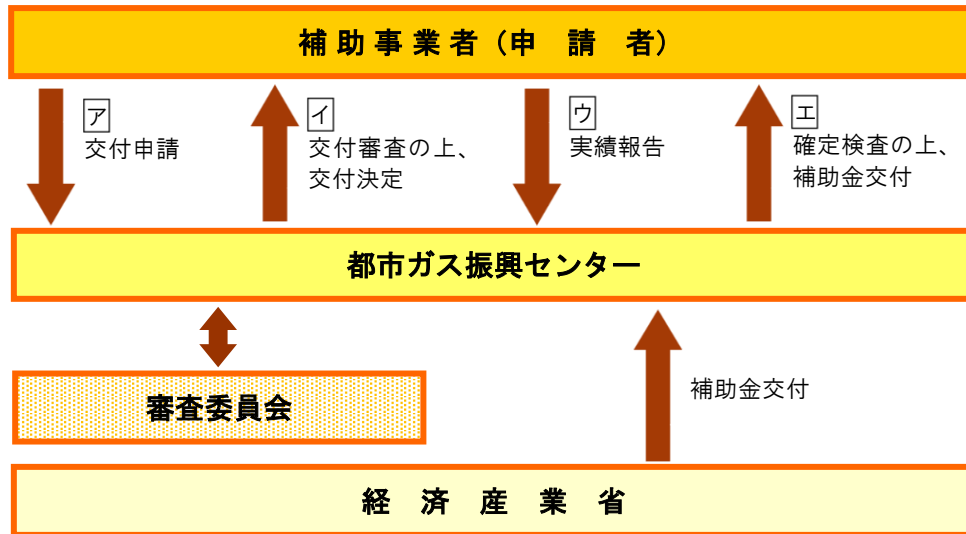 補助事業者（申　請　者）
ア
交付申請
イ
交付審査の上、
交付決定
ウ
実績報告
エ
確定検査の上、
補助金交付
都市ガス振興センター
審査委員会
補助金交付
経　済　産　業　省